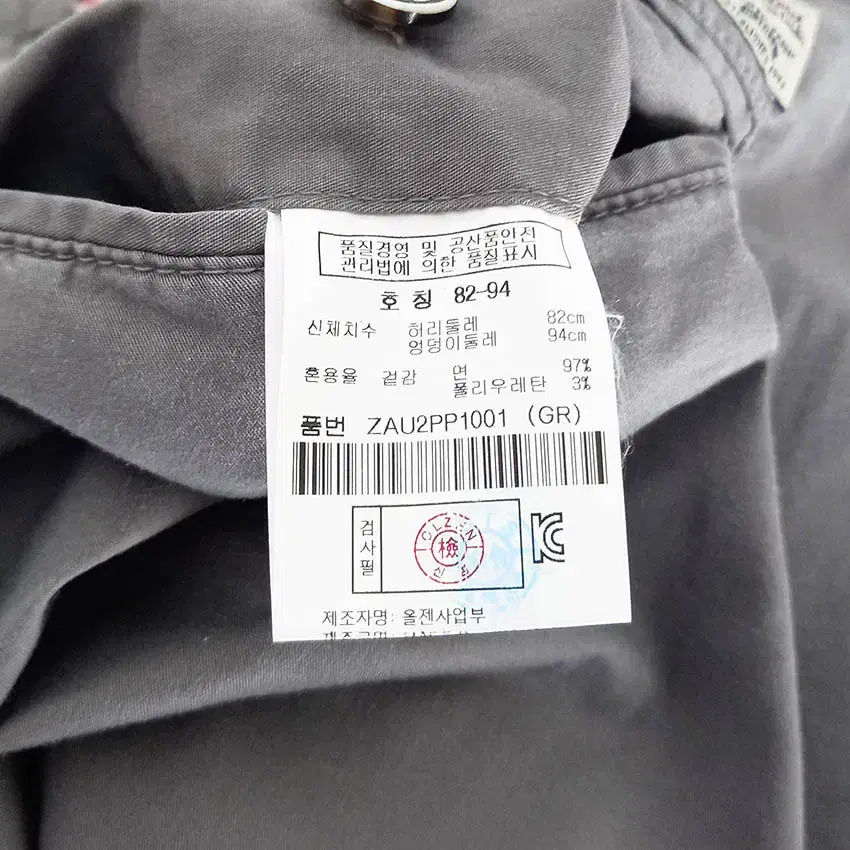 품질경영 및 공산품안전
관리법에 의한 품질표시
호칭 82-94
신체치수 허리둘레 82cm
엉덩이둘레 94cm
혼용율 겉감 면 97%
폴리우레탄 3%
품번 ZAU2PP1001 (GR)
검사필
OLZEN
檢
KC
제조자명: 올젠사업부